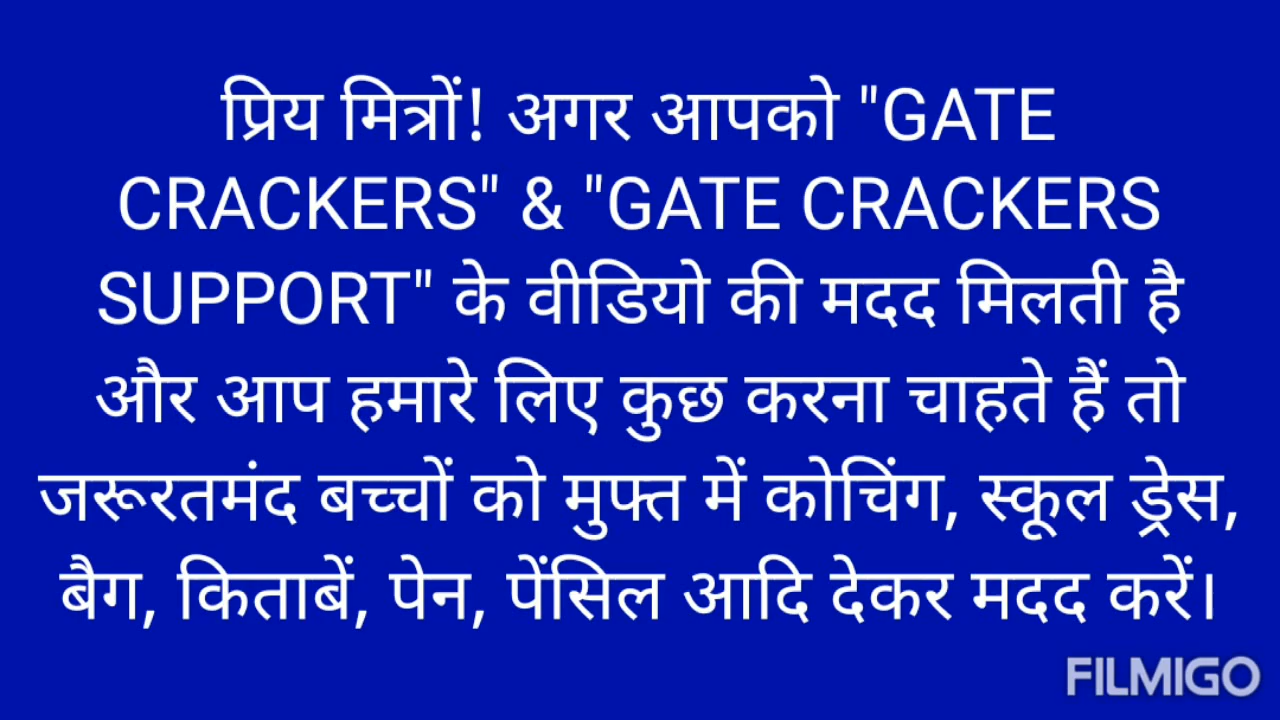 प्रिय मित्रों! अगर आपको "GATE
CRACKERS" & "GATE CRACKERS
SUPPORT" के वीडियो की मदद मिलती है
और आप हमारे लिए कुछ करना चाहते हैं तो
जरूरतमंद बच्चों को मुफ्त में कोचिंग, स्कूल ड्रेस,
बैग, किताबें, पेन, पेंसिल आदि देकर मदद करें।
FILMIGO